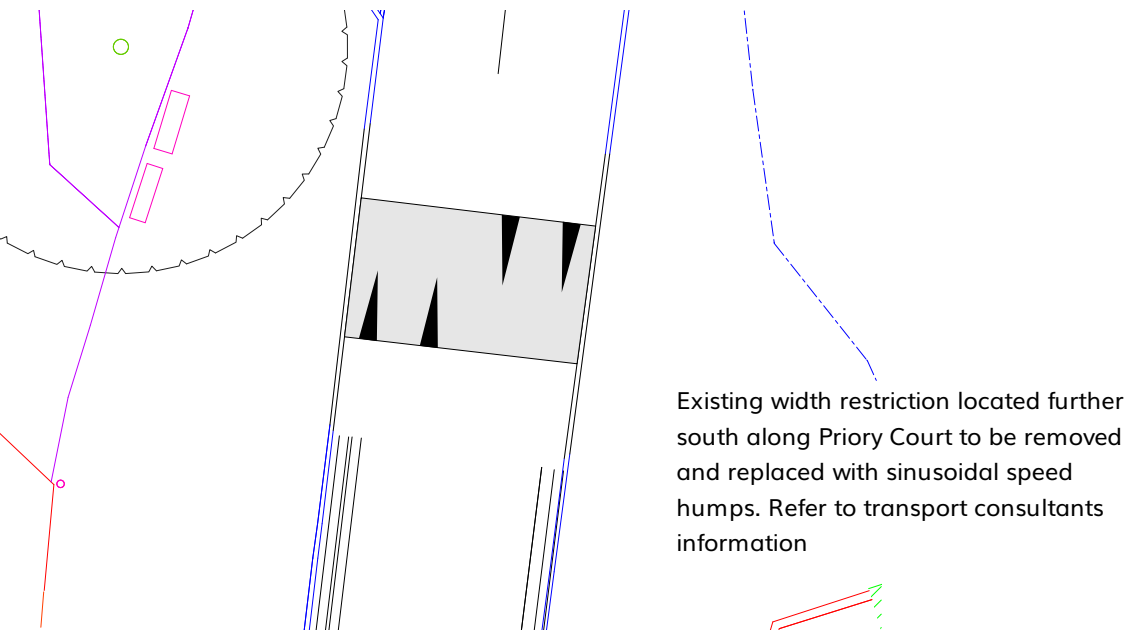 Existing width restriction located further
south along Priory Court to be removed
and replaced with sinusoidal speed
humps. Refer to transport consultants
information